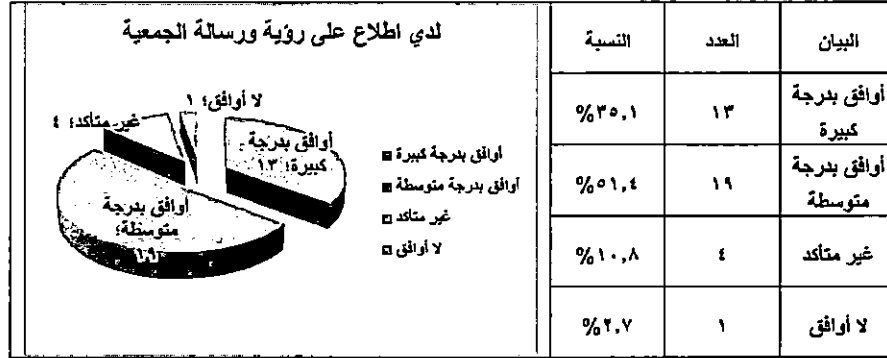 البيان العدد النسبة
أوافق بدرجة كبيرة ١٣ %٣٥,١
أوافق بدرجة متوسطة ١٩ %٥١,٤
غير متأكد ٤ %١٠,٨
لا أوافق ١ %٢,٧
لدي اطلاع على رؤية ورسالة الجمعية
لا أوافق؛ ١
غير متأكد؛ ٤
أوافق بدرجة
كبيرة؛ ١٣
أوافق بدرجة
متوسطة؛
١٩
أوافق بدرجة كبيرة
أوافق بدرجة متوسطة
غير متأكد
لا أوافق